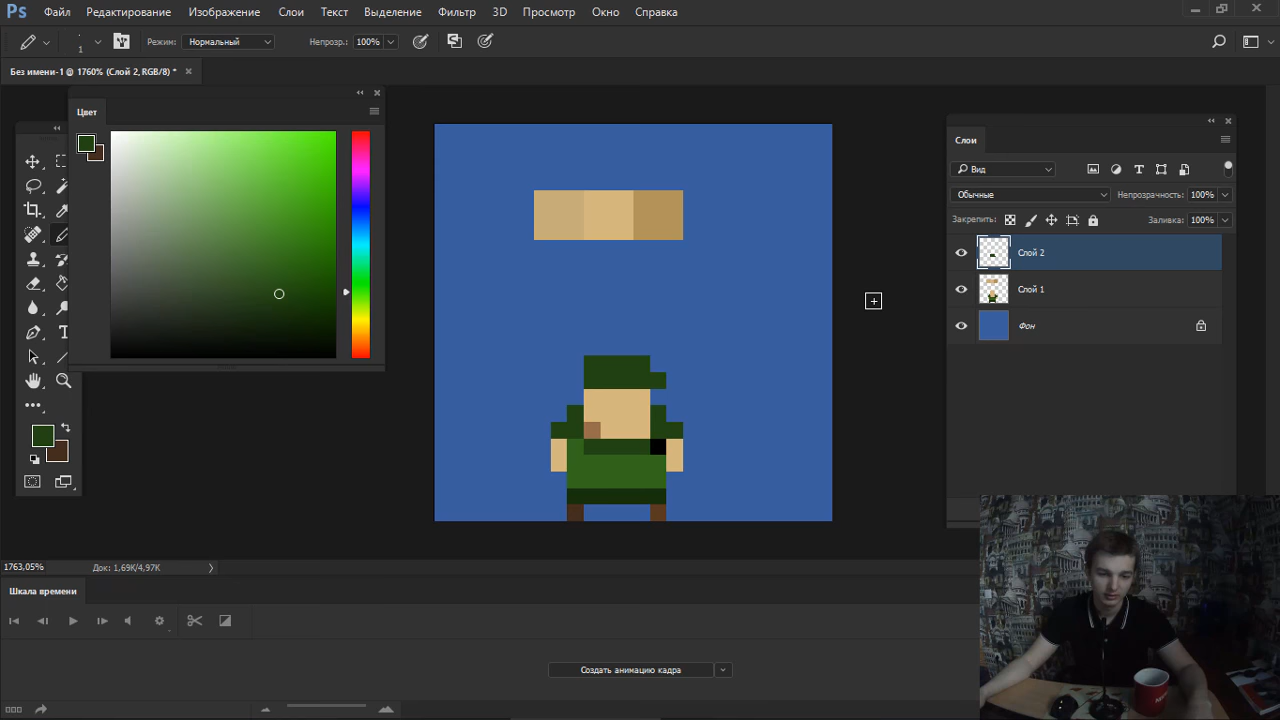 Ps Файл Редактирование Изображение Слои Текст Выделение Фильтр 3D Просмотр Окно Справка
1 Режим: Нормальный Непрозр.: 100%
Без имени-1 @ 1760% (Слой 2, RGB/8) *
Цвет
Слои
Вид
Обычные Непрозрачность: 100%
Закрепить: Заливка: 100%
Слой 2
Слой 1
Фон
T
1763,05% Док: 1,69K/4,97K
Шкала времени
Создать анимацию кадра